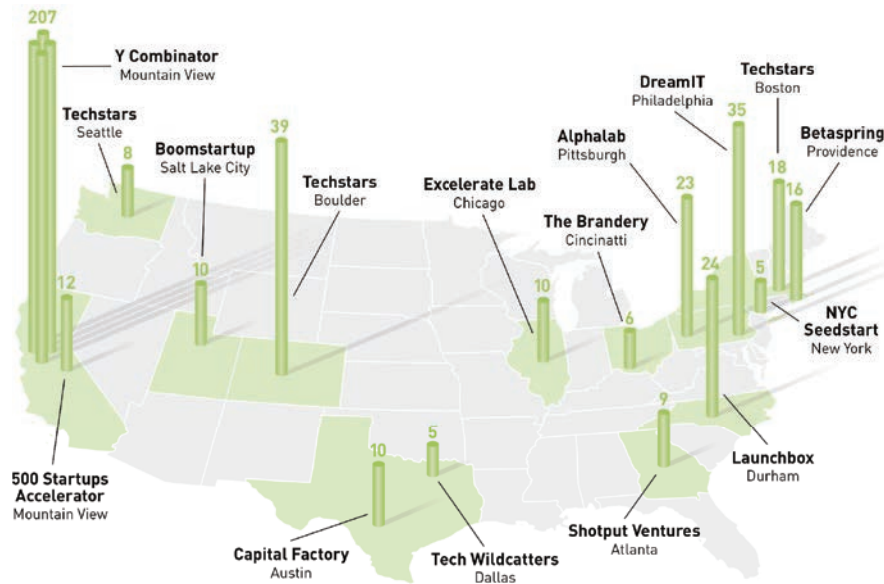 207
Y Combinator
Mountain View
Techstars
Seattle
8
Boomstartup
Salt Lake City
10
39
Techstars
Boulder
12
500 Startups
Accelerator
Mountain View
Excelerate Lab
Chicago
10
The Brandery
Cincinatti
6
Alphalab
Pittsburgh
23
DreamIT
Philadelphia
35
Techstars
Boston
18
Betaspring
Providence
16
24
5
NYC
Seedstart
New York
Launchbox
Durham
9
Shotput Ventures
Atlanta
10
Capital Factory
Austin
5
Tech Wildcatters
Dallas